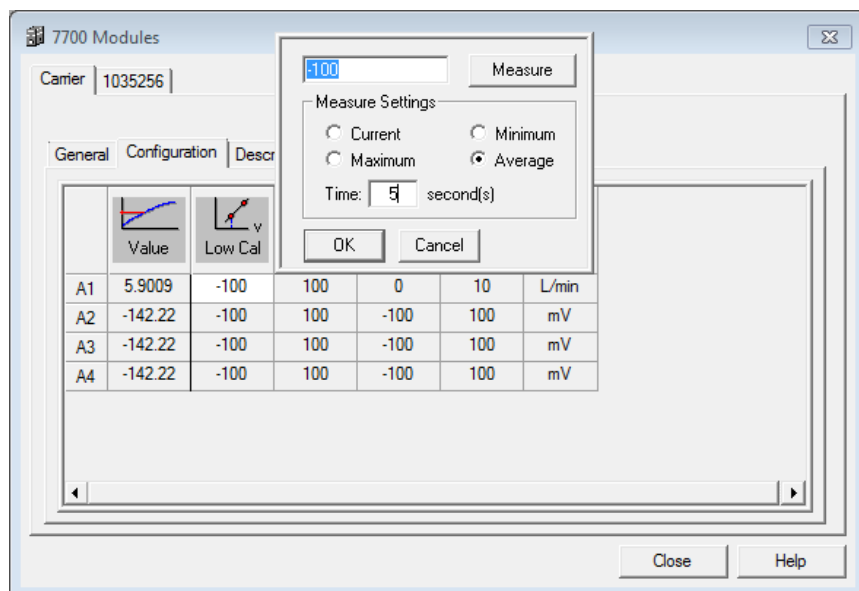 7700 Modules
Carrier 1035256
-100 Measure
Measure Settings
Current Minimum
Maximum Average
Time: 5 second(s)
OK Cancel
General Configuration Descr
Value Low Cal V
A1 5.9009 -100 100 0 10 L/min
A2 -142.22 -100 100 -100 100 mV
A3 -142.22 -100 100 -100 100 mV
A4 -142.22 -100 100 -100 100 mV
Close Help